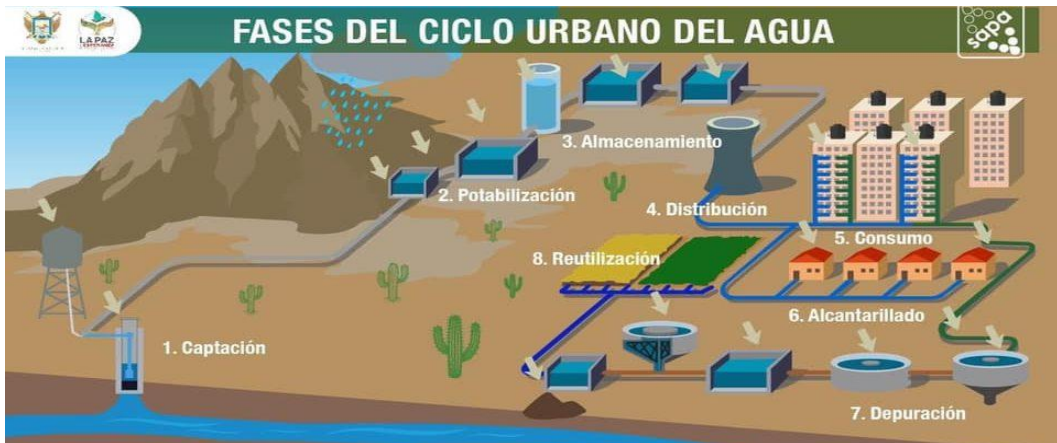 LA PAZ
FASES DEL CICLO URBANO DEL AGUA
sapa
3. Almacenamiento
2. Potabilización
4. Distribución
5. Consumo
8. Reutilización
6. Alcantarillado
1. Captación
7. Depuración